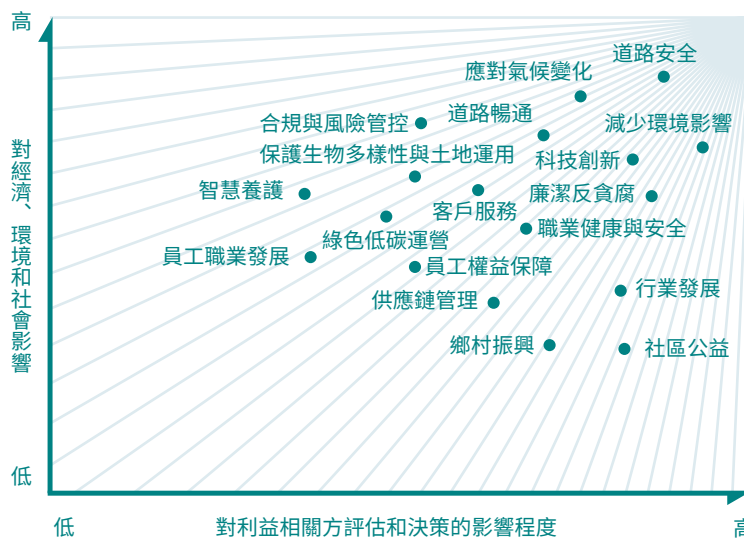 高
道路安全
應對氣候變化
道路暢通
合規與風險管控
減少環境影響
保護生物多樣性與土地運用
科技創新
智慧養護
廉潔反貪腐
客戶服務
職業健康與安全
綠色低碳運營
員工職業發展
員工權益保障
行業發展
供應鏈管理
鄉村振興
社區公益
對經濟、環境和社會影響
低
低
對利益相關方評估和決策的影響程度
高